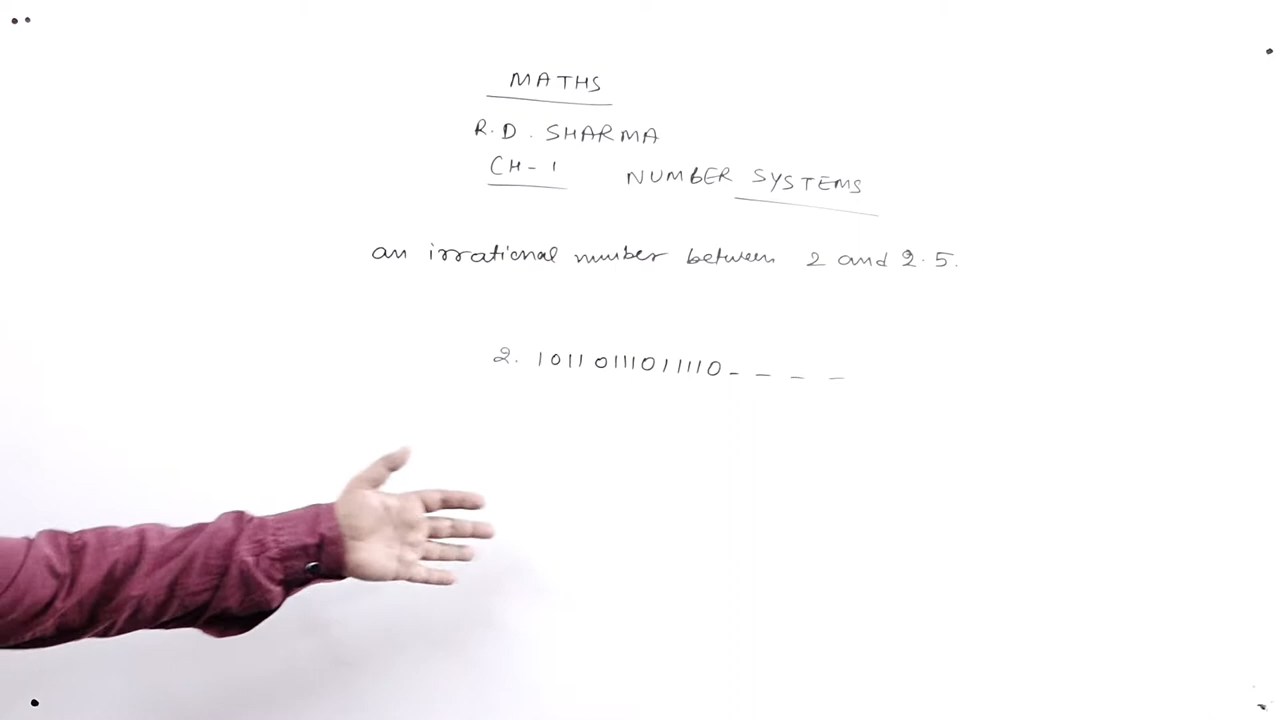 MATHS
R.D. SHARMA
CH-1 NUMBER SYSTEMS
an irrational number between 2 and 2.5.
2.10110111011110----